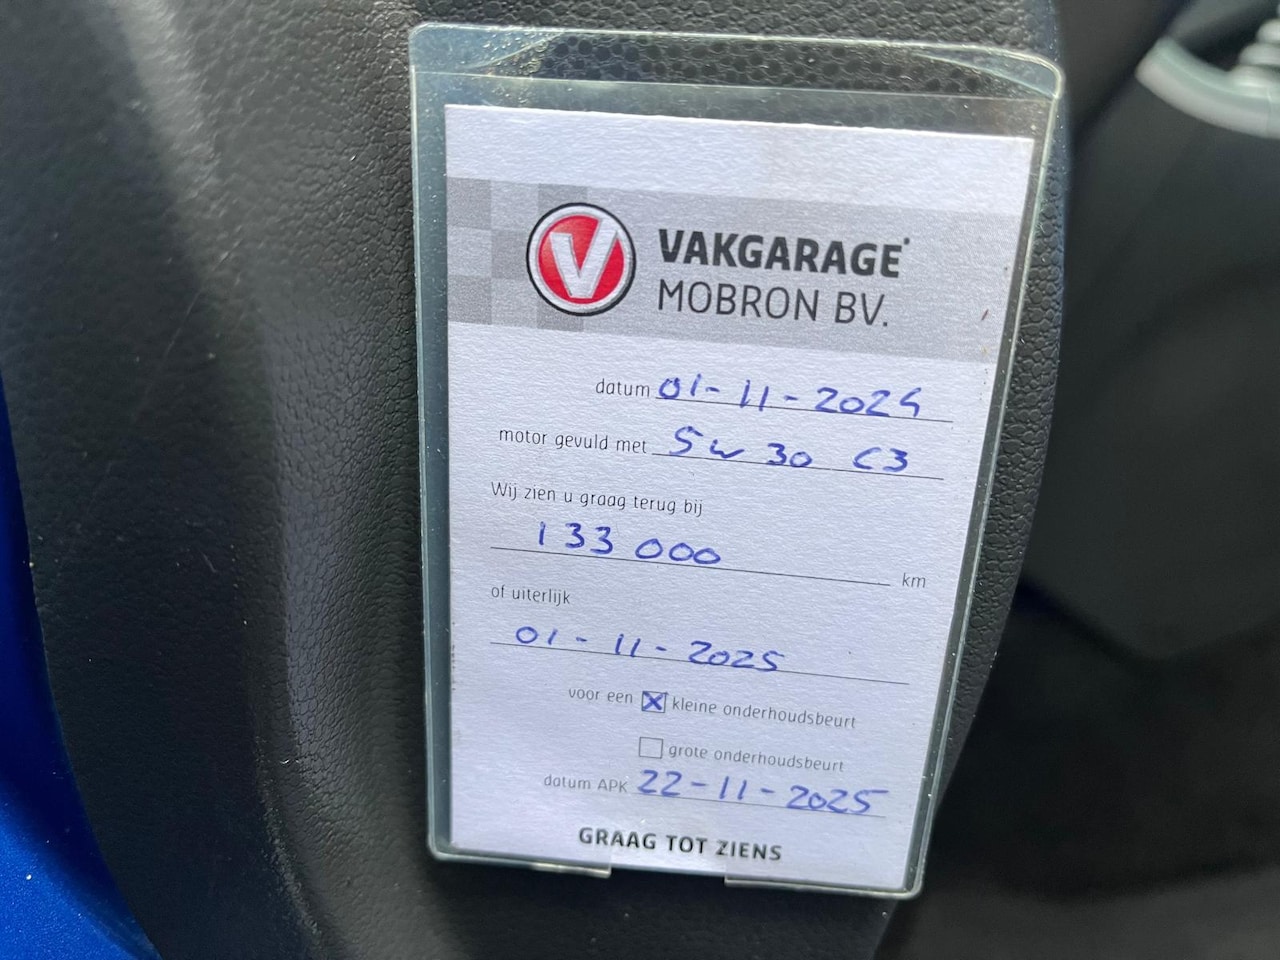 VAKGARAGE
MOBRON BV.
datum 01-11-2024
motor gevuld met 5w30 C3
Wij zien u graag terug bij
133 000 km
of uiterlijk
01-11-2025
voor een kleine onderhoudsbeurt
grote onderhoudsbeurt
datum APK 22-11-2025
GRAAG TOT ZIENS